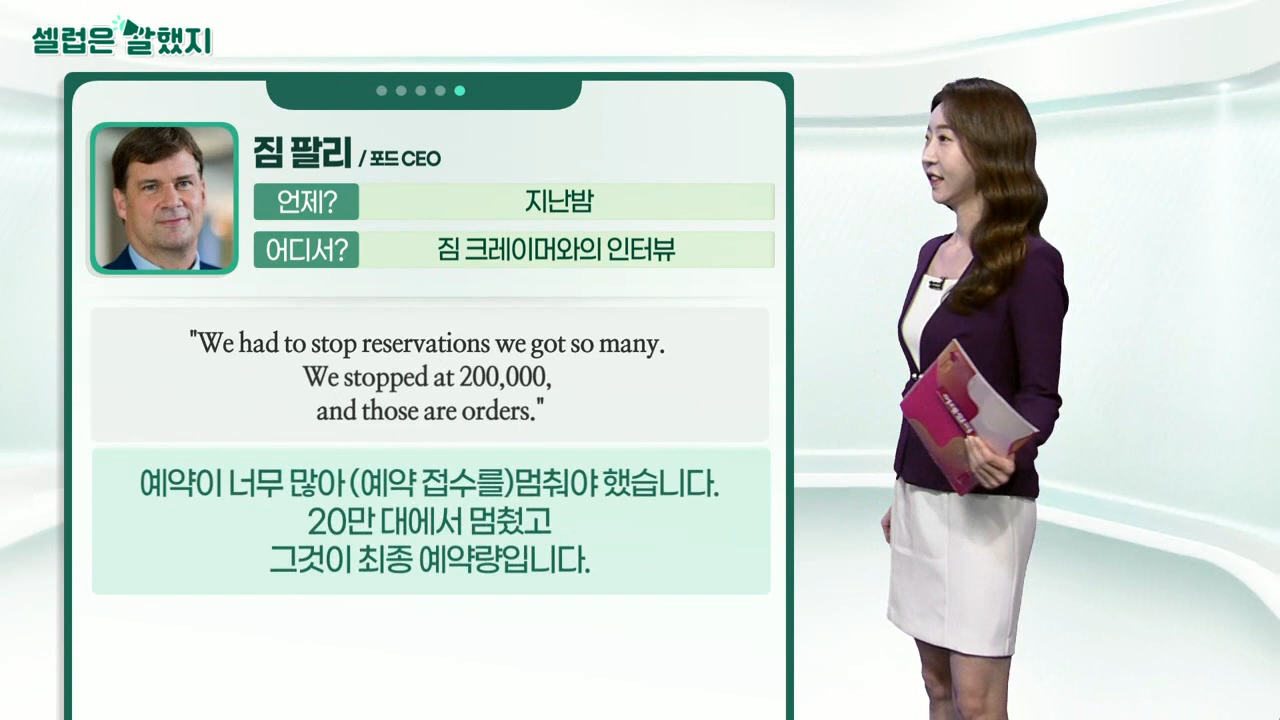 셀럽은 말했지
짐 팔리 / 포드 CEO
언제? 지난밤
어디서? 짐 크레이머와의 인터뷰
"We had to stop reservations we got so many.
We stopped at 200,000,
and those are orders."
예약이 너무 많아 (예약 접수를)멈춰야 했습니다.
20만 대에서 멈췄고
그것이 최종 예약량입니다.